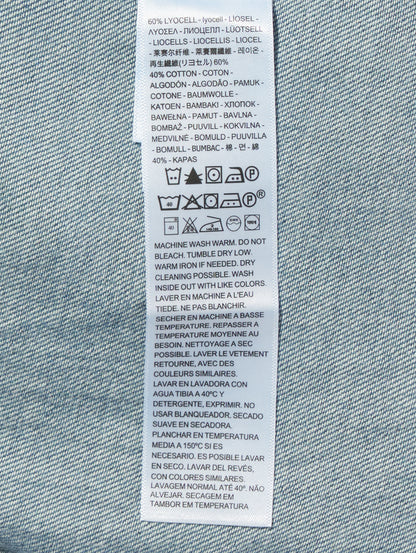 60% LYOCELL - lyocell - LIOSEL -
ΛΥΟΣΕΛ - ЛИОЦЕЛЛ - LÜOTSELL -
LIOCELLS - LIOCELIS - LIOCEL -
莱赛尔纤维 - 萊賽爾纖維 - 레이온 -
再生繊維(リヨセル) 60%
40% COTTON - COTON -
ALGODÓN - ALGODÃO - PAMUK -
COTONE - BAUMWOLLE -
KATOEN - BAMBAKI - ХЛОПОК -
BAWEŁNA - PAMUT - BAVLNA -
BOMBAŽ - PUUVILL - KOKVILNA -
MEDVILNĖ - BOMULD - PUUVILLA
- BOMULL - BUMBAC - 棉 - 면 - 綿
40% - KAPAS
40
40
MACHINE WASH WARM. DO NOT
BLEACH. TUMBLE DRY LOW
WARM IRON IF NEEDED. DRY
CLEANING POSSIBLE. WASH
INSIDE OUT WITH LIKE COLORS.
LAVER EN MACHINE A L'EAU
TIEDE. NE PAS BLANCHIR.
SECHER EN MACHINE A BASSE
TEMPERATURE. REPASSER A
TEMPERATURE MOYENNE AU
BESOIN. NETTOYAGE A SEC
POSSIBLE. LAVER LE VETEMENT
RETOURNE, AVEC DES
COULEURS SIMILAIRES.
LAVAR EN LAVADORA CON
AGUA TIBIA A 40ºC Y
DETERGENTE, EXPRIMIR. NO
USAR BLANQUEADOR. SECADO
SUAVE EN SECADORA.
PLANCHAR EN TEMPERATURA
MEDIA A 150ºC SI ES
NECESARIO. ES POSIBLE LAVAR
EN SECO. LAVAR DEL REVÉS,
CON COLORES SIMILARES.
LAVAGEM NORMAL ATÉ 40º. NÃO
ALVEJAR. SECAGEM EM
TAMBOR EM TEMPERATURA